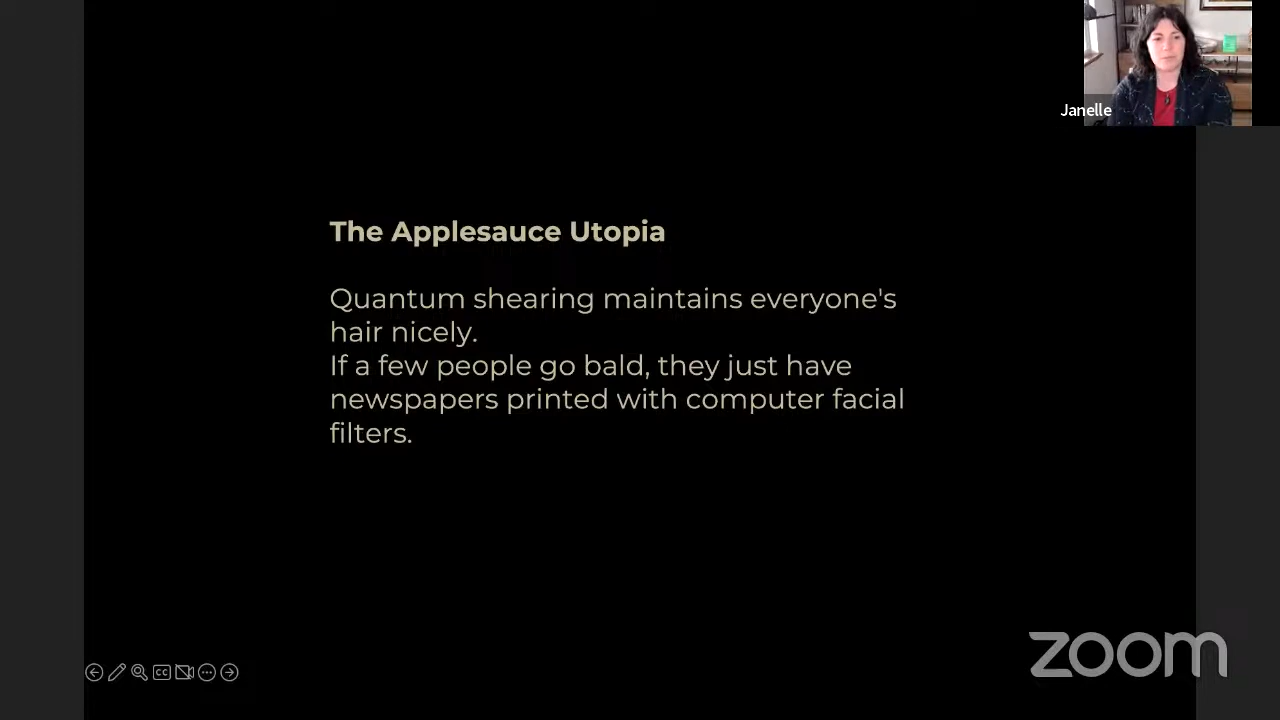 Janelle
The Applesauce Utopia
Quantum shearing maintains everyone's
hair nicely.
If a few people go bald, they just have
newspapers printed with computer facial
filters.
CC
zoom